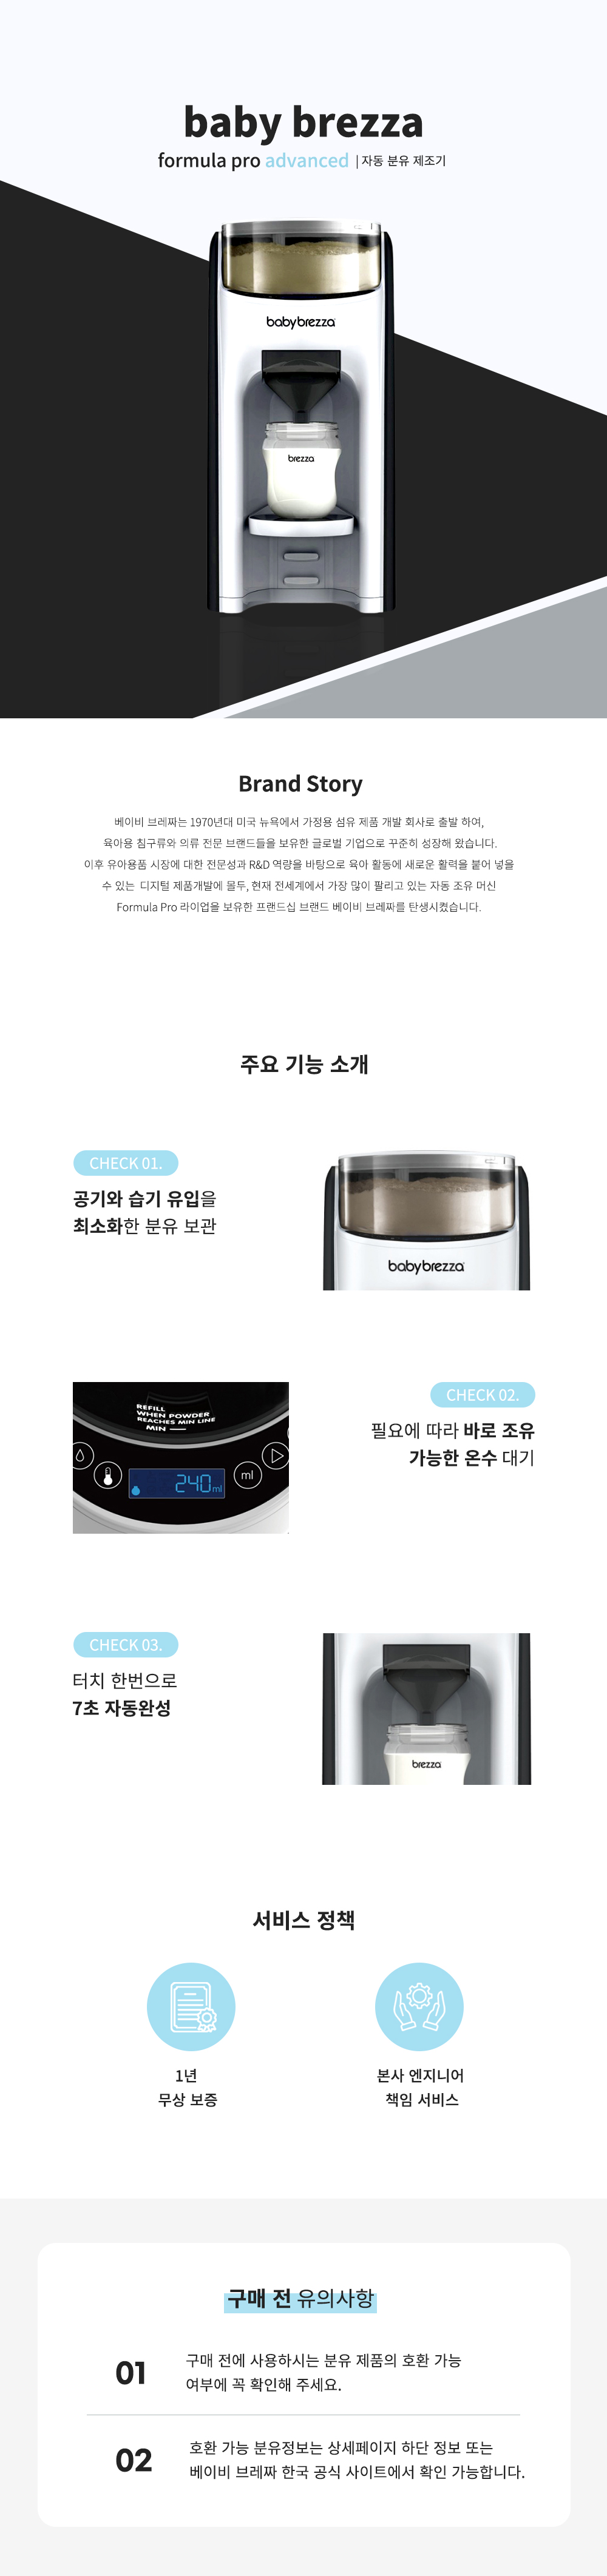 baby brezza
formula pro advanced | 자동 분유 제조기
babybrezza
brezza
Brand Story
베이비 브레짜는 1970년대 미국 뉴욕에서 가정용 섬유 제품 개발 회사로 출발 하여,
육아용 침구류와 의류 전문 브랜드들을 보유한 글로벌 기업으로 꾸준히 성장해 왔습니다.
이후 유아용품 시장에 대한 전문성과 R&D 역량을 바탕으로 육아 활동에 새로운 활력을 붙어 넣을
수 있는 디지털 제품개발에 몰두, 현재 전세계에서 가장 많이 팔리고 있는 자동 조유 머신
Formula Pro 라이업을 보유한 프랜드십 브랜드 베이비 브레짜를 탄생시켰습니다.
주요 기능 소개
CHECK 01.
공기와 습기 유입을
최소화한 분유 보관
babybrezza
REFILL
WHEN POWDER
REACHES MIN LINE
MIN
240ml
ml
CHECK 02.
필요에 따라 바로 조유
가능한 온수 대기
CHECK 03.
터치 한번으로
7초 자동완성
brezza
서비스 정책
1년
무상 보증
본사 엔지니어
책임 서비스
구매 전 유의사항
01
구매 전에 사용하시는 분유 제품의 호환 가능
여부에 꼭 확인해 주세요.
02
호환 가능 분유정보는 상세페이지 하단 정보 또는
베이비 브레짜 한국 공식 사이트에서 확인 가능합니다.